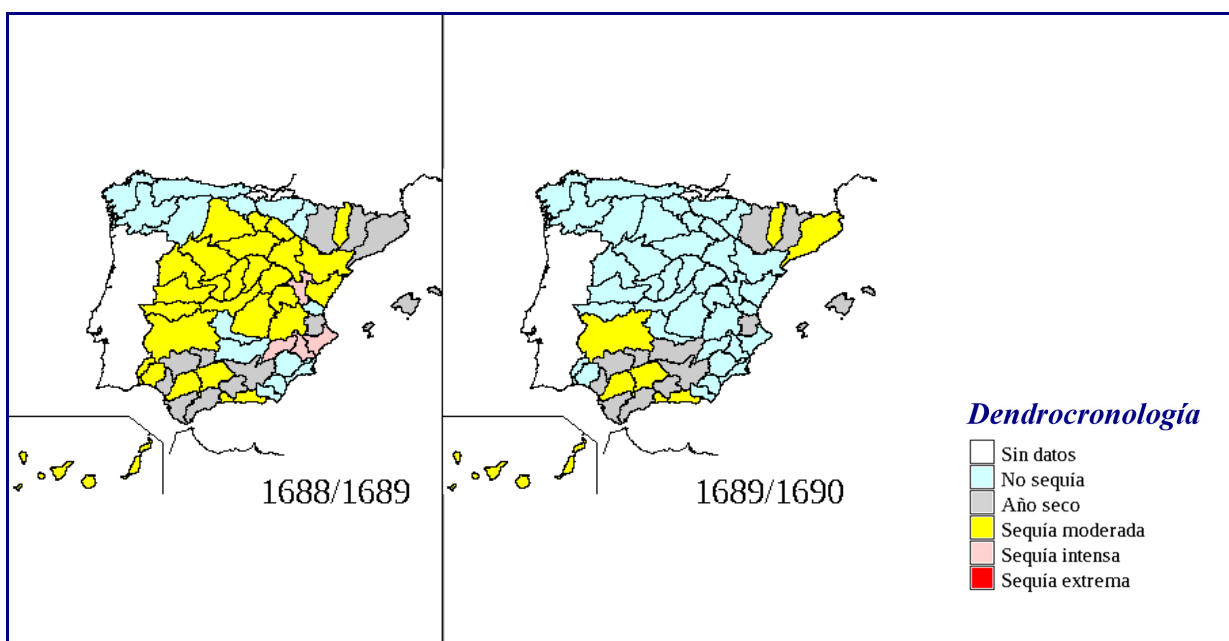 1688/1689
1689/1690
Dendrocronología
Sin datos
No sequía
Año seco
Sequía moderada
Sequía intensa
Sequía extrema